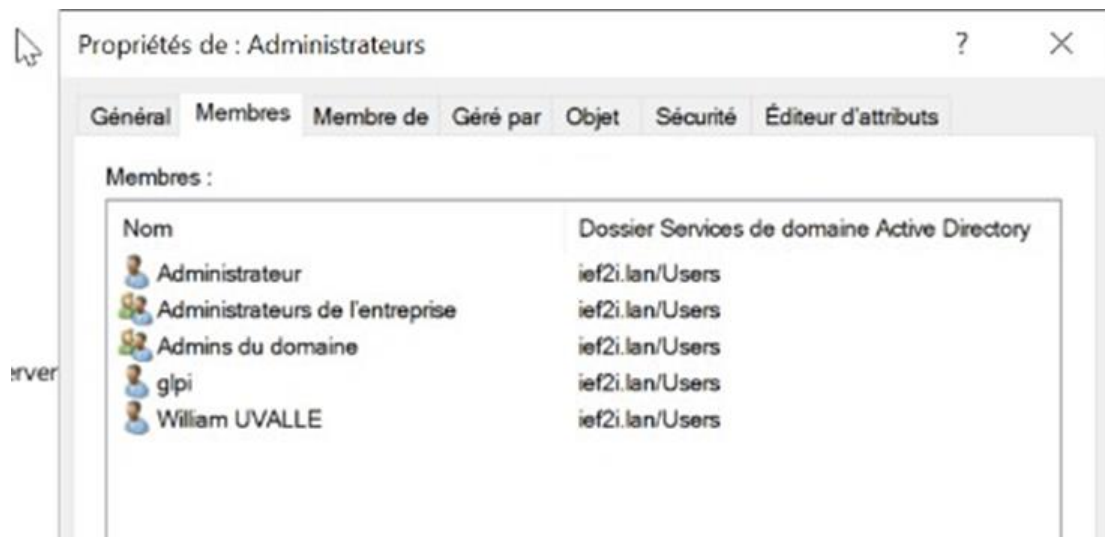 Propriétés de : Administrateurs ? ×
Général Membres Membre de Géré par Objet Sécurité Éditeur d'attributs
Membres :
Nom Dossier Services de domaine Active Directory
Administrateur ief2i.lan/Users
Administrateurs de l'entreprise ief2i.lan/Users
Admins du domaine ief2i.lan/Users
erver
glpi ief2i.lan/Users
William UVALLE ief2i.lan/Users